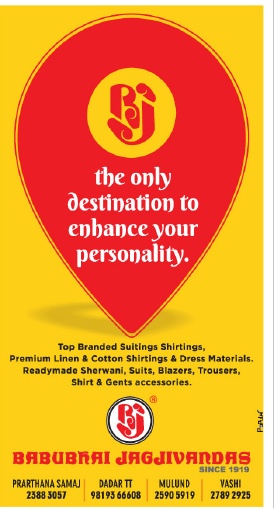 BJ
the only
destination to
enhance your
personality.
Top Branded Suitings Shirtings,
Premium Linen & Cotton Shirtings & Dress Materials.
Readymade Sherwani, Suits, Blazers, Trousers,
Shirt & Gents accessories.
BJ ®
BABUBHAI JAGJIVANDAS
SINCE 1919
PRARTHANA SAMAJ | DADAR TT | MULUND | VASHI
2388 3057 | 98193 66608 | 2590 5919 | 2789 2925